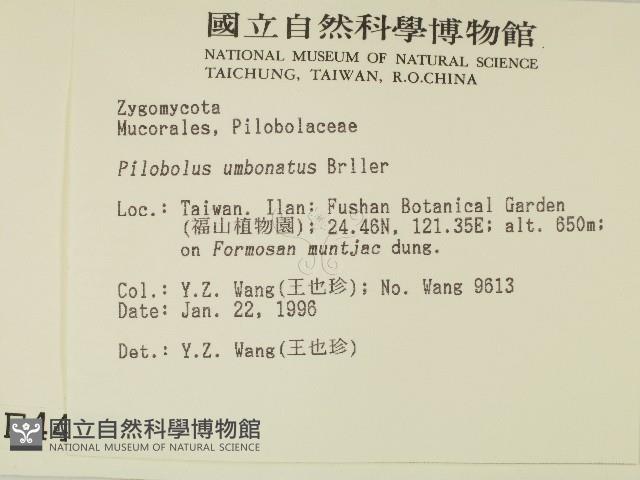 國立自然科學博物館
NATIONAL MUSEUM OF NATURAL SCIENCE
TAICHUNG, TAIWAN, R.O.CHINA
Zygomycota
Mucorales, Pilobolaceae
Pilobolus umbonatus Brller
Loc.: Taiwan. Ilan; Fushan Botanical Garden
(福山植物園); 24.46N, 121.35E; alt. 650m;
on Formosan muntjac dung.
Col.: Y.Z. Wang(王也珍); No. Wang 9613
Date: Jan. 22, 1996
Det.: Y.Z. Wang(王也珍)
國立自然科學博物館
NATIONAL MUSEUM OF NATURAL SCIENCE